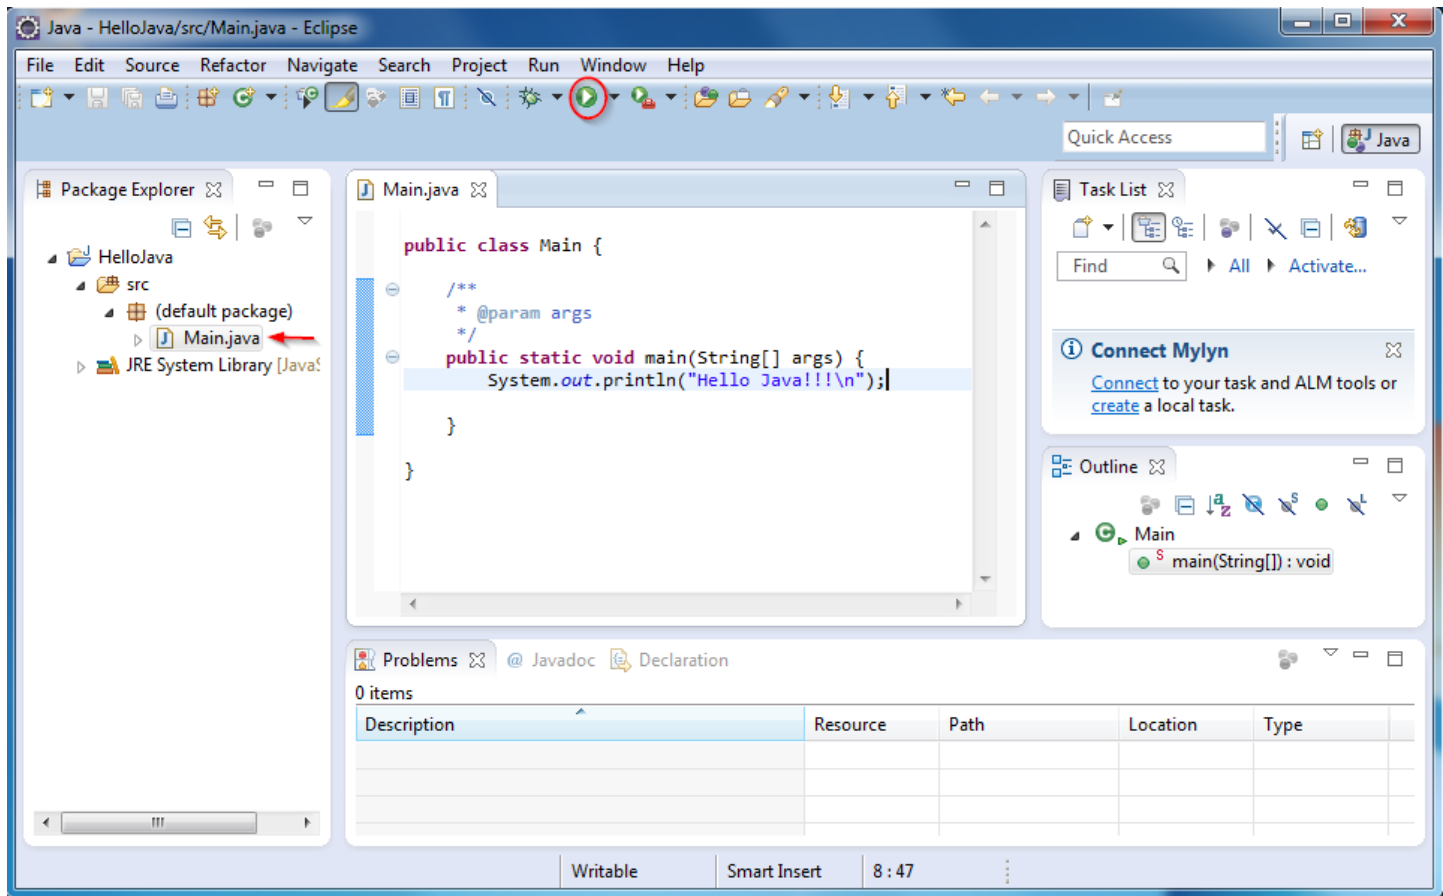 Java - HelloJava/src/Main.java - Eclipse
File Edit Source Refactor Navigate Search Project Run Window Help
Quick Access
Java
Package Explorer
HelloJava
src
(default package)
Main.java
JRE System Library [JavaS
Main.java
public class Main {
/**
* @param args
*/
public static void main(String[] args) {
System.out.println("Hello Java!!!\n");
}
}
Task List
Find All Activate...
Connect Mylyn
Connect to your task and ALM tools or
create a local task.
Outline
Main
main(String[]) : void
Problems @ Javadoc Declaration
0 items
Description Resource Path Location Type
Writable Smart Insert 8 : 47